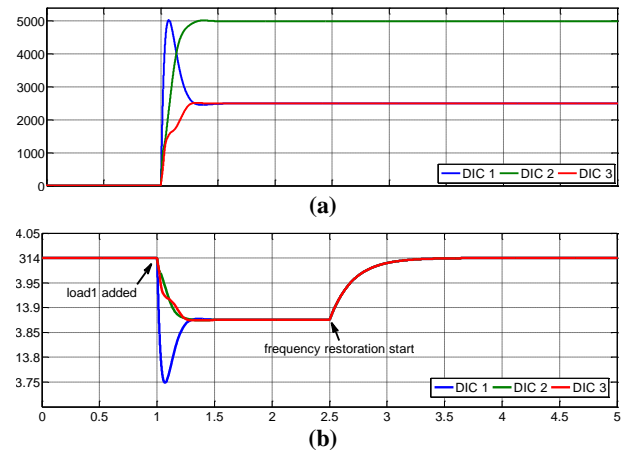 5000
4000
3000
2000
1000
0
DIC 1 DIC 2 DIC 3
(a)
4.05
314
3.95
13.9
3.85
13.8
3.75
load1 added
frequency restoration start
DIC 1 DIC 2 DIC 3
0 0.5 1 1.5 2 2.5 3 3.5 4 4.5 5
(b)